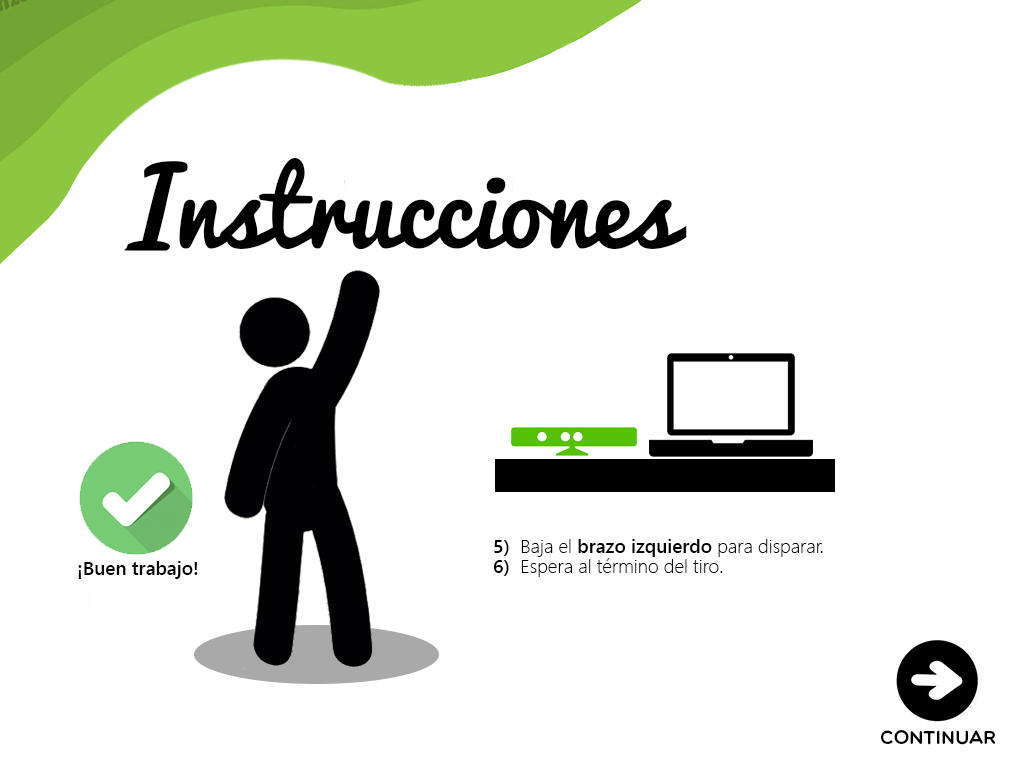 Instrucciones
¡Buen trabajo!
5) Baja el brazo izquierdo para disparar.
6) Espera al término del tiro.
CONTINUAR